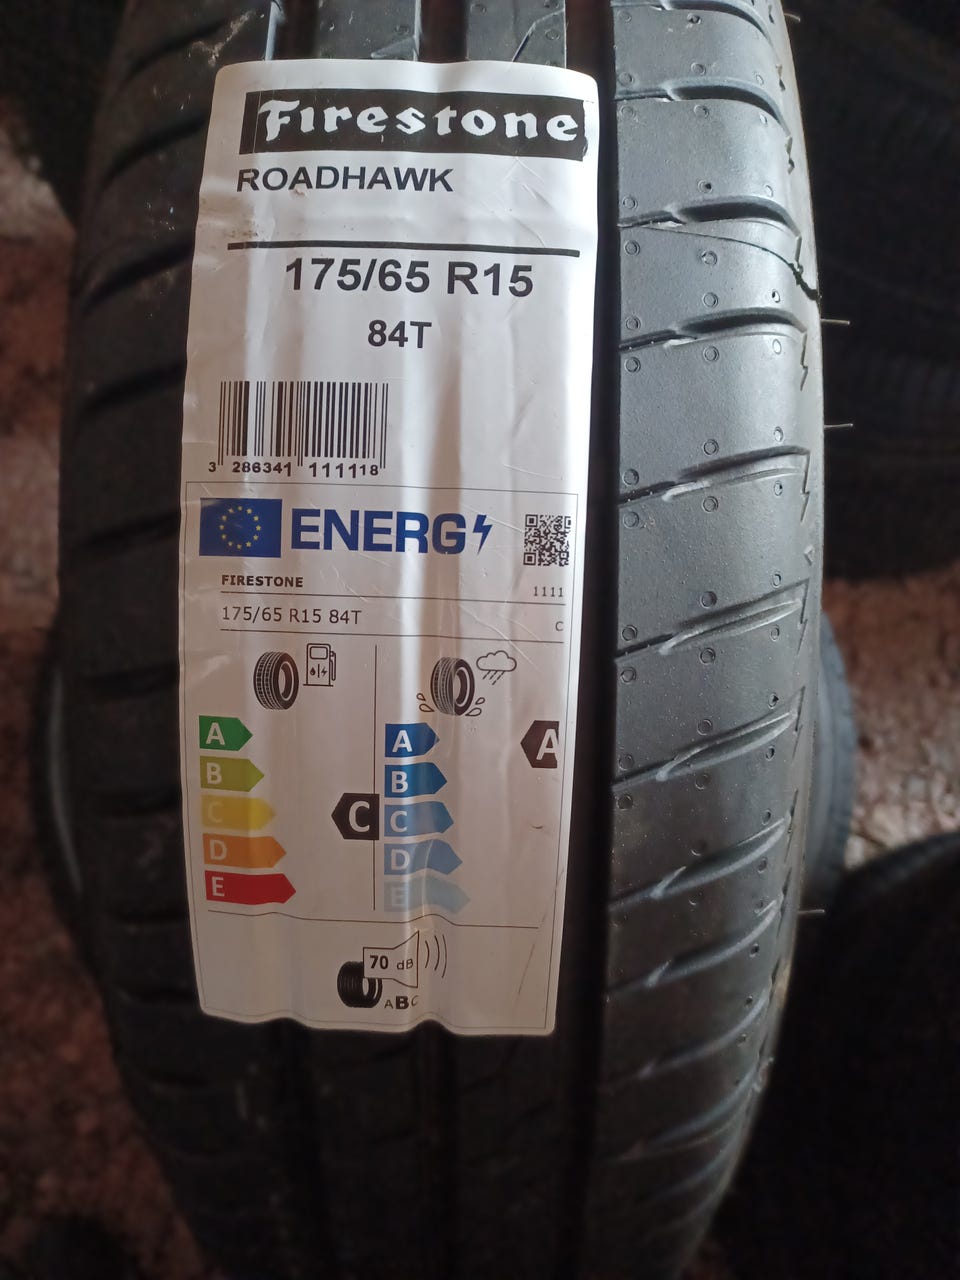 Firestone
ROADHAWK
175/65 R15
84T
3 286341 111118
ENERG
FIRESTONE
1111
175/65 R15 84T
C
A
A
A
B
B
C
C
C
D
D
E
E
70 dB
ABC